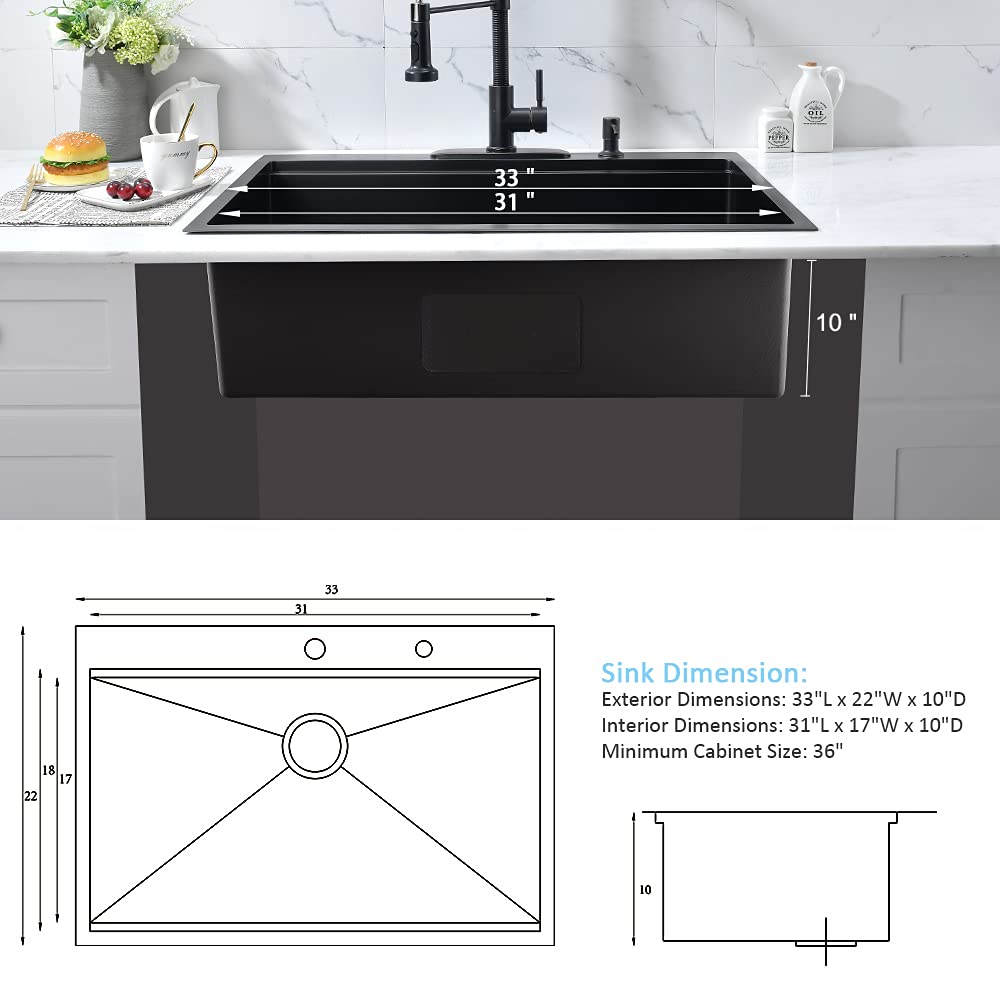 yummy
OIL
PEPPER
33 "
31 "
10 "
33
31
22
18
17
Sink Dimension:
Exterior Dimensions: 33"L x 22"W x 10"D
Interior Dimensions: 31"L x 17"W x 10"D
Minimum Cabinet Size: 36"
10